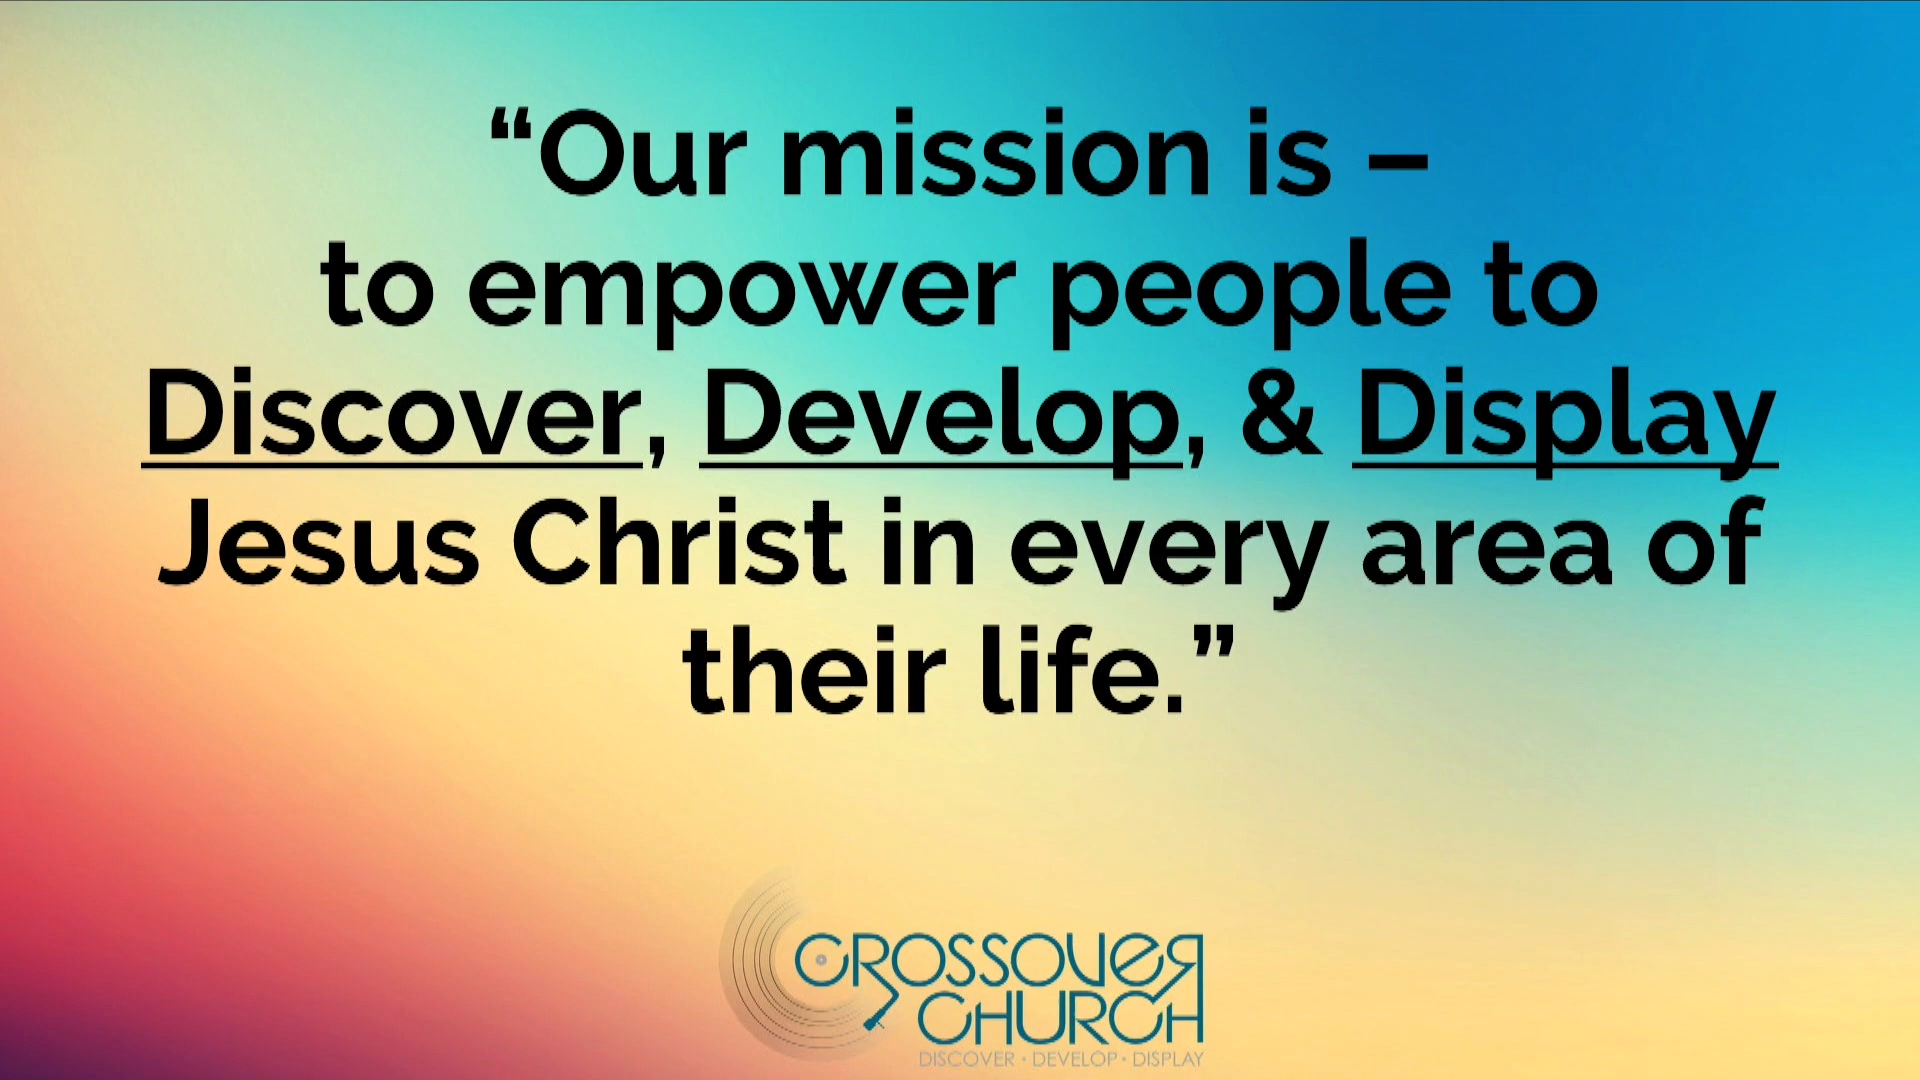 “Our mission is –
to empower people to
Discover, Develop, & Display
Jesus Christ in every area of
their life.”
CROSSOVER
CHURCH
DISCOVER • DEVELOP • DISPLAY